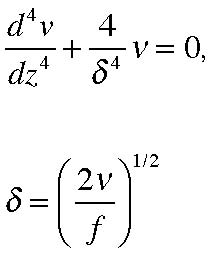 d⁴v/dz⁴ + 4/δ⁴ ν = 0,
δ = (2ν/f)^1/2